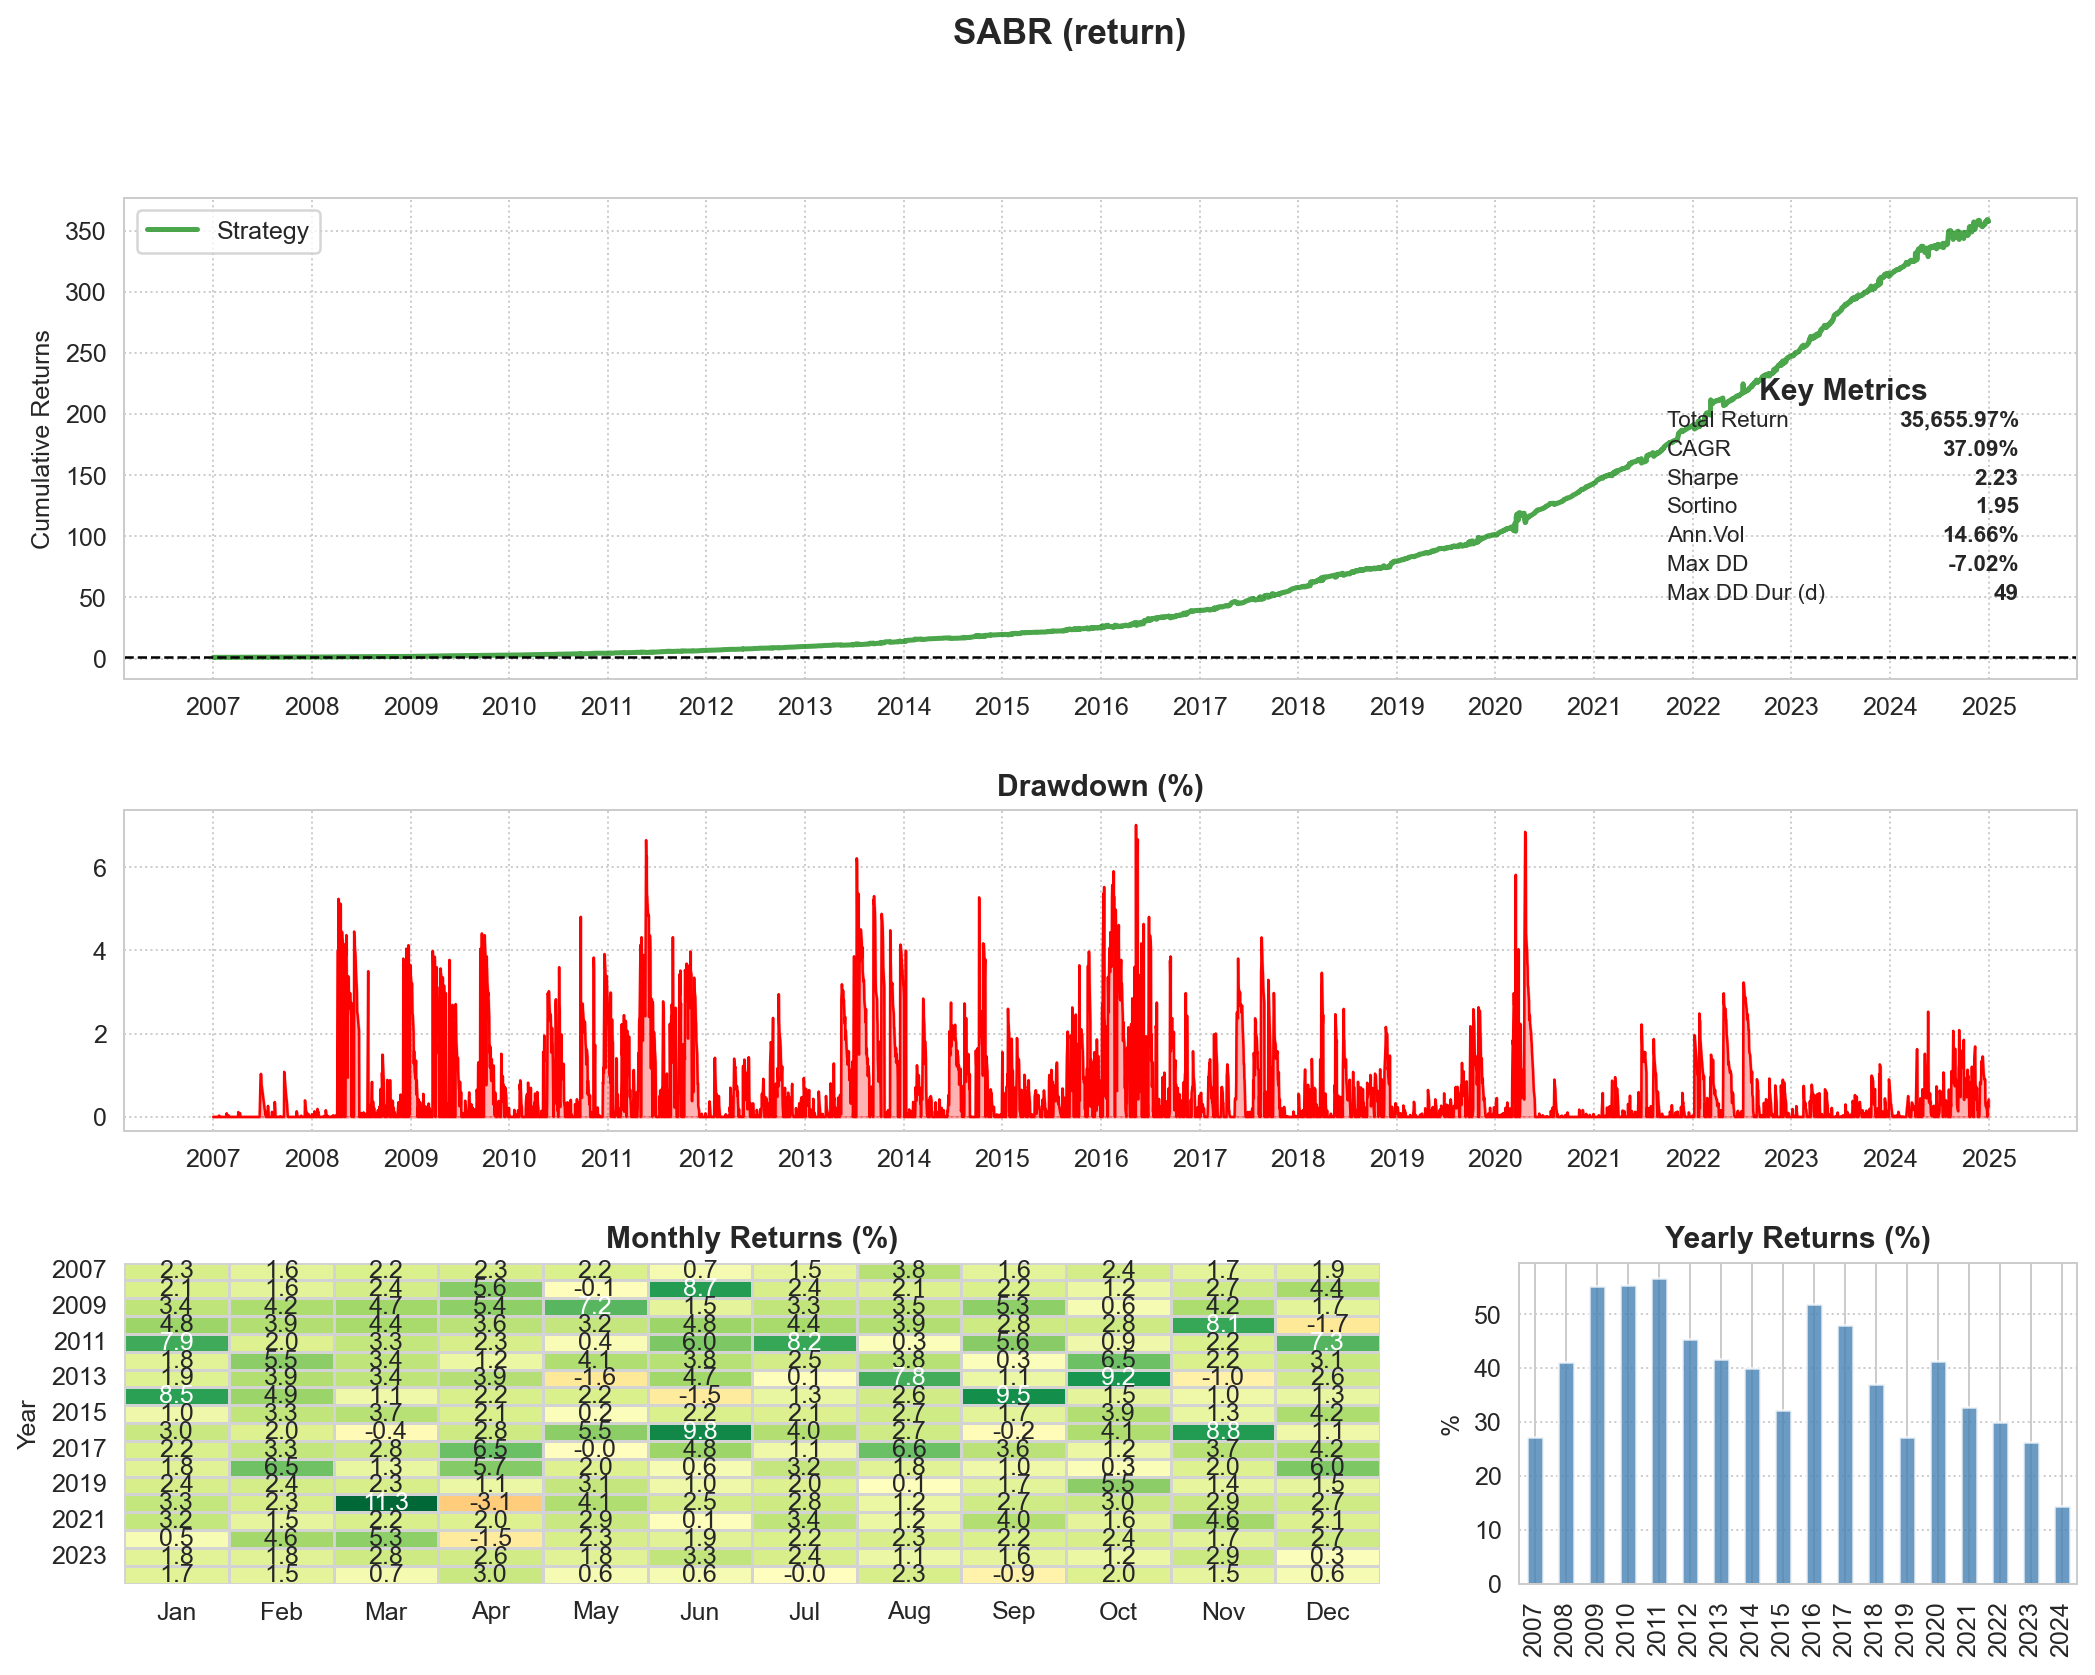 SABR (return)
Cumulative Returns
350
300
250
200
150
100
50
0
Strategy
Key Metrics
Total Return 35,655.97%
CAGR 37.09%
Sharpe 2.23
Sortino 1.95
Ann.Vol 14.66%
Max DD -7.02%
Max DD Dur (d) 49
2007 2008 2009 2010 2011 2012 2013 2014 2015 2016 2017 2018 2019 2020 2021 2022 2023 2024 2025
Drawdown (%)
6
4
2
0
2007 2008 2009 2010 2011 2012 2013 2014 2015 2016 2017 2018 2019 2020 2021 2022 2023 2024 2025
Monthly Returns (%)
Year
2007 2.3 1.6 2.2 2.3 2.2 0.7 1.5 3.8 1.6 2.4 1.7 1.9
2.1 1.6 2.4 5.6 -0.1 8.7 2.4 2.1 2.2 1.2 2.7 4.4
2009 3.4 4.2 4.7 5.4 7.2 1.5 3.3 3.5 5.3 0.6 4.2 1.7
4.8 3.9 4.4 3.6 3.2 4.8 4.4 3.9 2.8 2.8 8.1 -1.7
2011 7.9 2.0 3.3 2.3 0.4 6.0 8.2 0.3 5.6 0.9 2.2 7.3
1.8 5.5 3.4 1.2 4.1 3.8 2.5 3.8 0.3 6.5 2.2 3.1
2013 1.9 3.9 3.4 3.9 -1.6 4.7 0.1 7.8 1.1 9.2 -1.0 2.6
8.5 4.9 1.1 2.2 2.2 -1.5 1.3 2.6 9.5 1.5 1.0 1.3
2015 1.0 3.3 3.7 2.1 0.2 2.2 2.1 2.7 1.7 3.9 1.3 4.2
3.0 2.0 -0.4 2.8 5.5 9.8 4.0 2.7 -0.2 4.1 8.8 1.1
2017 2.2 3.3 2.8 6.5 -0.0 4.8 1.1 6.6 3.6 1.2 3.7 4.2
1.8 6.5 1.3 5.7 2.0 0.6 3.2 1.8 1.0 0.3 2.0 6.0
2019 2.4 2.4 2.3 1.1 3.1 1.0 2.0 0.1 1.7 5.5 1.4 1.5
3.3 2.3 11.3 -3.1 4.1 2.5 2.8 1.2 2.7 3.0 2.9 2.7
2021 3.2 1.5 2.2 2.0 2.9 0.1 3.4 1.2 4.0 1.6 4.6 2.1
0.5 4.6 5.3 -1.5 2.3 1.9 2.2 2.3 2.2 2.4 1.7 2.7
2023 1.8 1.8 2.8 2.6 1.8 3.3 2.4 1.1 1.6 1.2 2.9 0.3
1.7 1.5 0.7 3.0 0.6 0.6 -0.0 2.3 -0.9 2.0 1.5 0.6
Jan Feb Mar Apr May Jun Jul Aug Sep Oct Nov Dec
Yearly Returns (%)
%
50
40
30
20
10
0
2007 2008 2009 2010 2011 2012 2013 2014 2015 2016 2017 2018 2019 2020 2021 2022 2023 2024